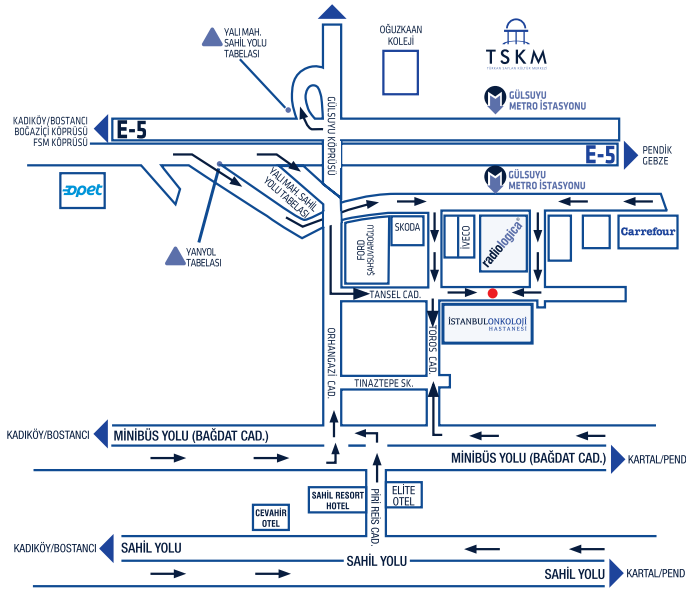 YALI MAH.
SAHİL YOLU
TABELASI
OĞUZKAAN
KOLEJİ
TSKM
GÜLSUYU
METRO İSTASYONU
KADIKÖY/BOSTANCI
BOĞAZİÇİ KÖPRÜSÜ
FSM KÖPRÜSÜ
E-5
GÜLSUYU KÖPRÜSÜ
E-5
PENDİK
GEBZE
GÜLSUYU
METRO İSTASYONU
opet
YALI MAH. SAHİL
YOLU TABELASI
YANYOL
TABELASI
FORD
ŞAHSUVAROĞLU
SKODA
İVECO
radiologica
Carrefour
TANSEL CAD.
İSTANBULONKOLOJİ
HASTANESİ
ORHANGAZİ CAD.
TOROS CAD.
TINAZTEPE SK.
KADIKÖY/BOSTANCI
MİNİBÜS YOLU (BAĞDAT CAD.)
MİNİBÜS YOLU (BAĞDAT CAD.)
KARTAL/PEND
SAHİL RESORT
HOTEL
PİRİ REİS CAD.
ELİTE
OTEL
CEVAHİR
OTEL
KADIKÖY/BOSTANCI
SAHİL YOLU
SAHİL YOLU
SAHİL YOLU
KARTAL/PEND